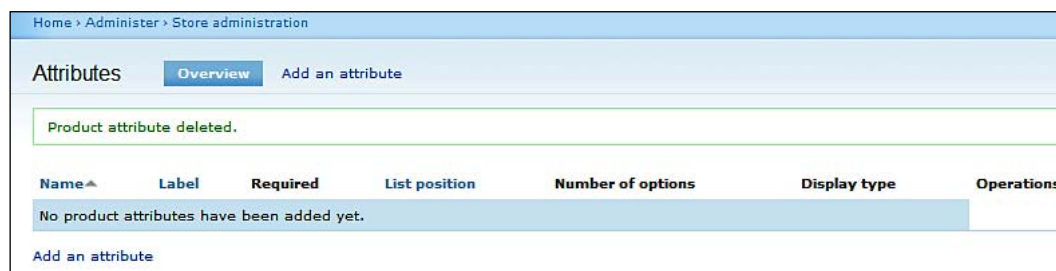 Home › Administer › Store administration
Attributes Overview Add an attribute
Product attribute deleted.
Name Label Required List position Number of options Display type Operations
No product attributes have been added yet.
Add an attribute